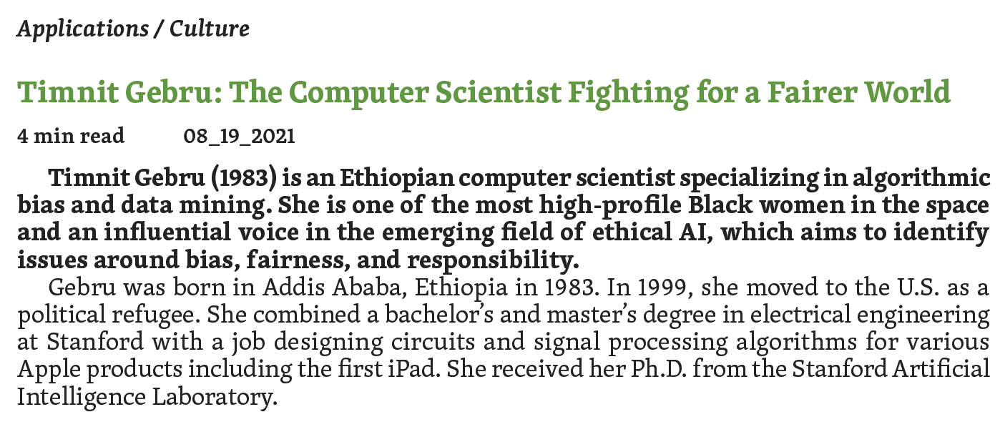 Applications / Culture
Timnit Gebru: The Computer Scientist Fighting for a Fairer World
4 min read 08_19_2021
Timnit Gebru (1983) is an Ethiopian computer scientist specializing in algorithmic
bias and data mining. She is one of the most high-profile Black women in the space
and an influential voice in the emerging field of ethical AI, which aims to identify
issues around bias, fairness, and responsibility.
Gebru was born in Addis Ababa, Ethiopia in 1983. In 1999, she moved to the U.S. as a
political refugee. She combined a bachelor’s and master’s degree in electrical engineering
at Stanford with a job designing circuits and signal processing algorithms for various
Apple products including the first iPad. She received her Ph.D. from the Stanford Artificial
Intelligence Laboratory.